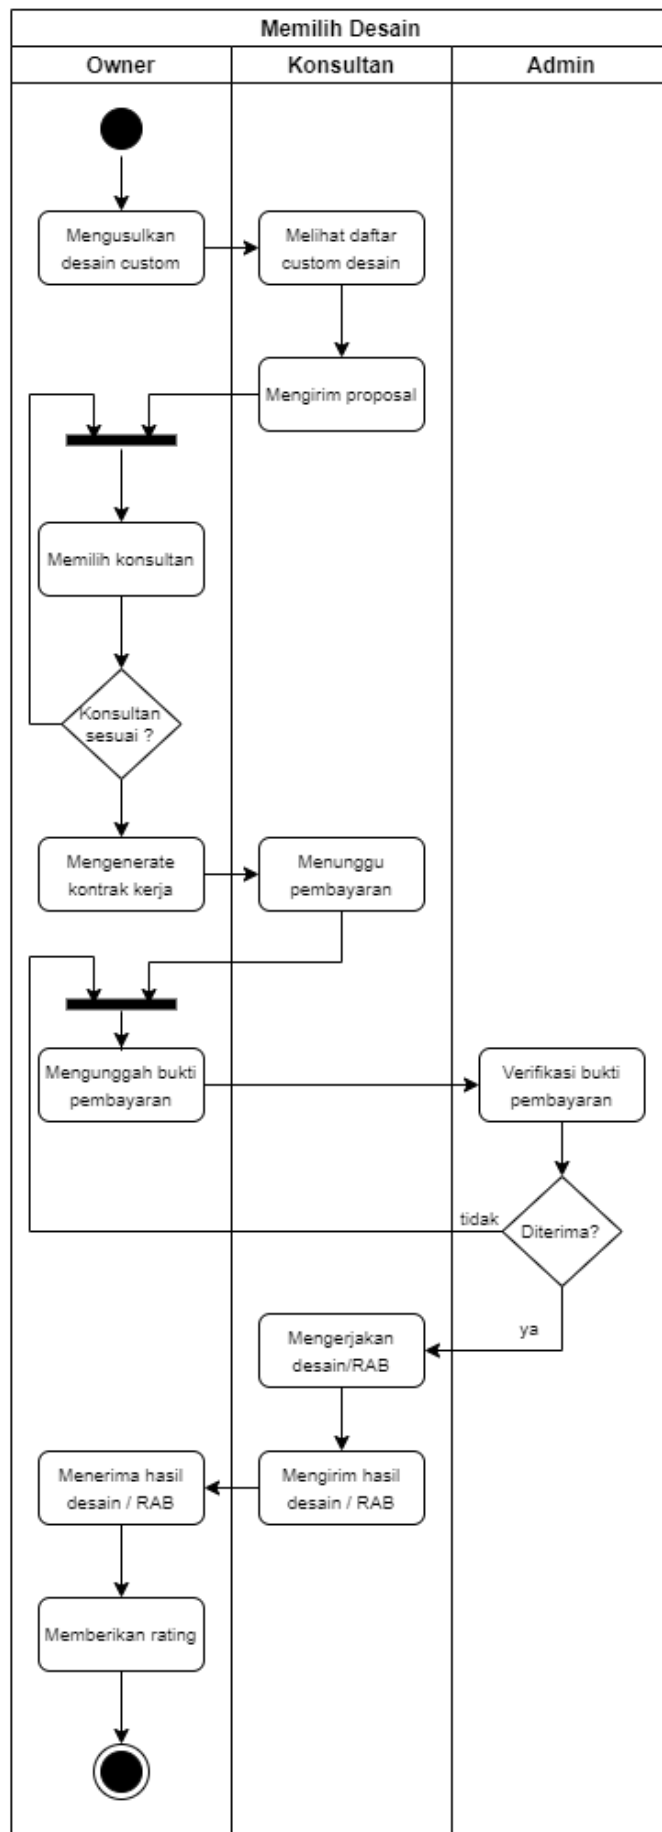 Memilih Desain
Owner
Konsultan
Admin
Mengusulkan
desain custom
Melihat daftar
custom desain
Mengirim proposal
Memilih konsultan
Konsultan
sesuai ?
Mengenerate
kontrak kerja
Menunggu
pembayaran
Mengunggah bukti
pembayaran
Verifikasi bukti
pembayaran
tidak
Diterima?
ya
Mengerjakan
desain/RAB
Menerima hasil
desain / RAB
Mengirim hasil
desain / RAB
Memberikan rating